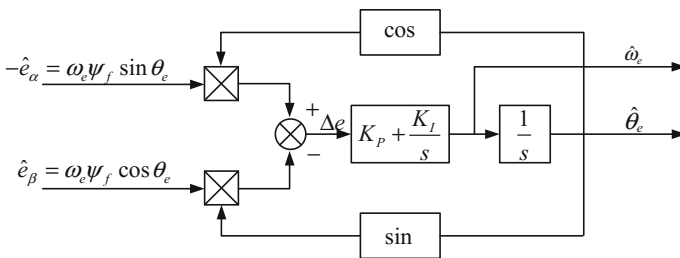 cos
−ê_α = ω_e ψ_f sin θ_e
ω̂_e
+
Δe
K_P + K_I/s
1/s
θ̂_e
−
ê_β = ω_e ψ_f cos θ_e
sin